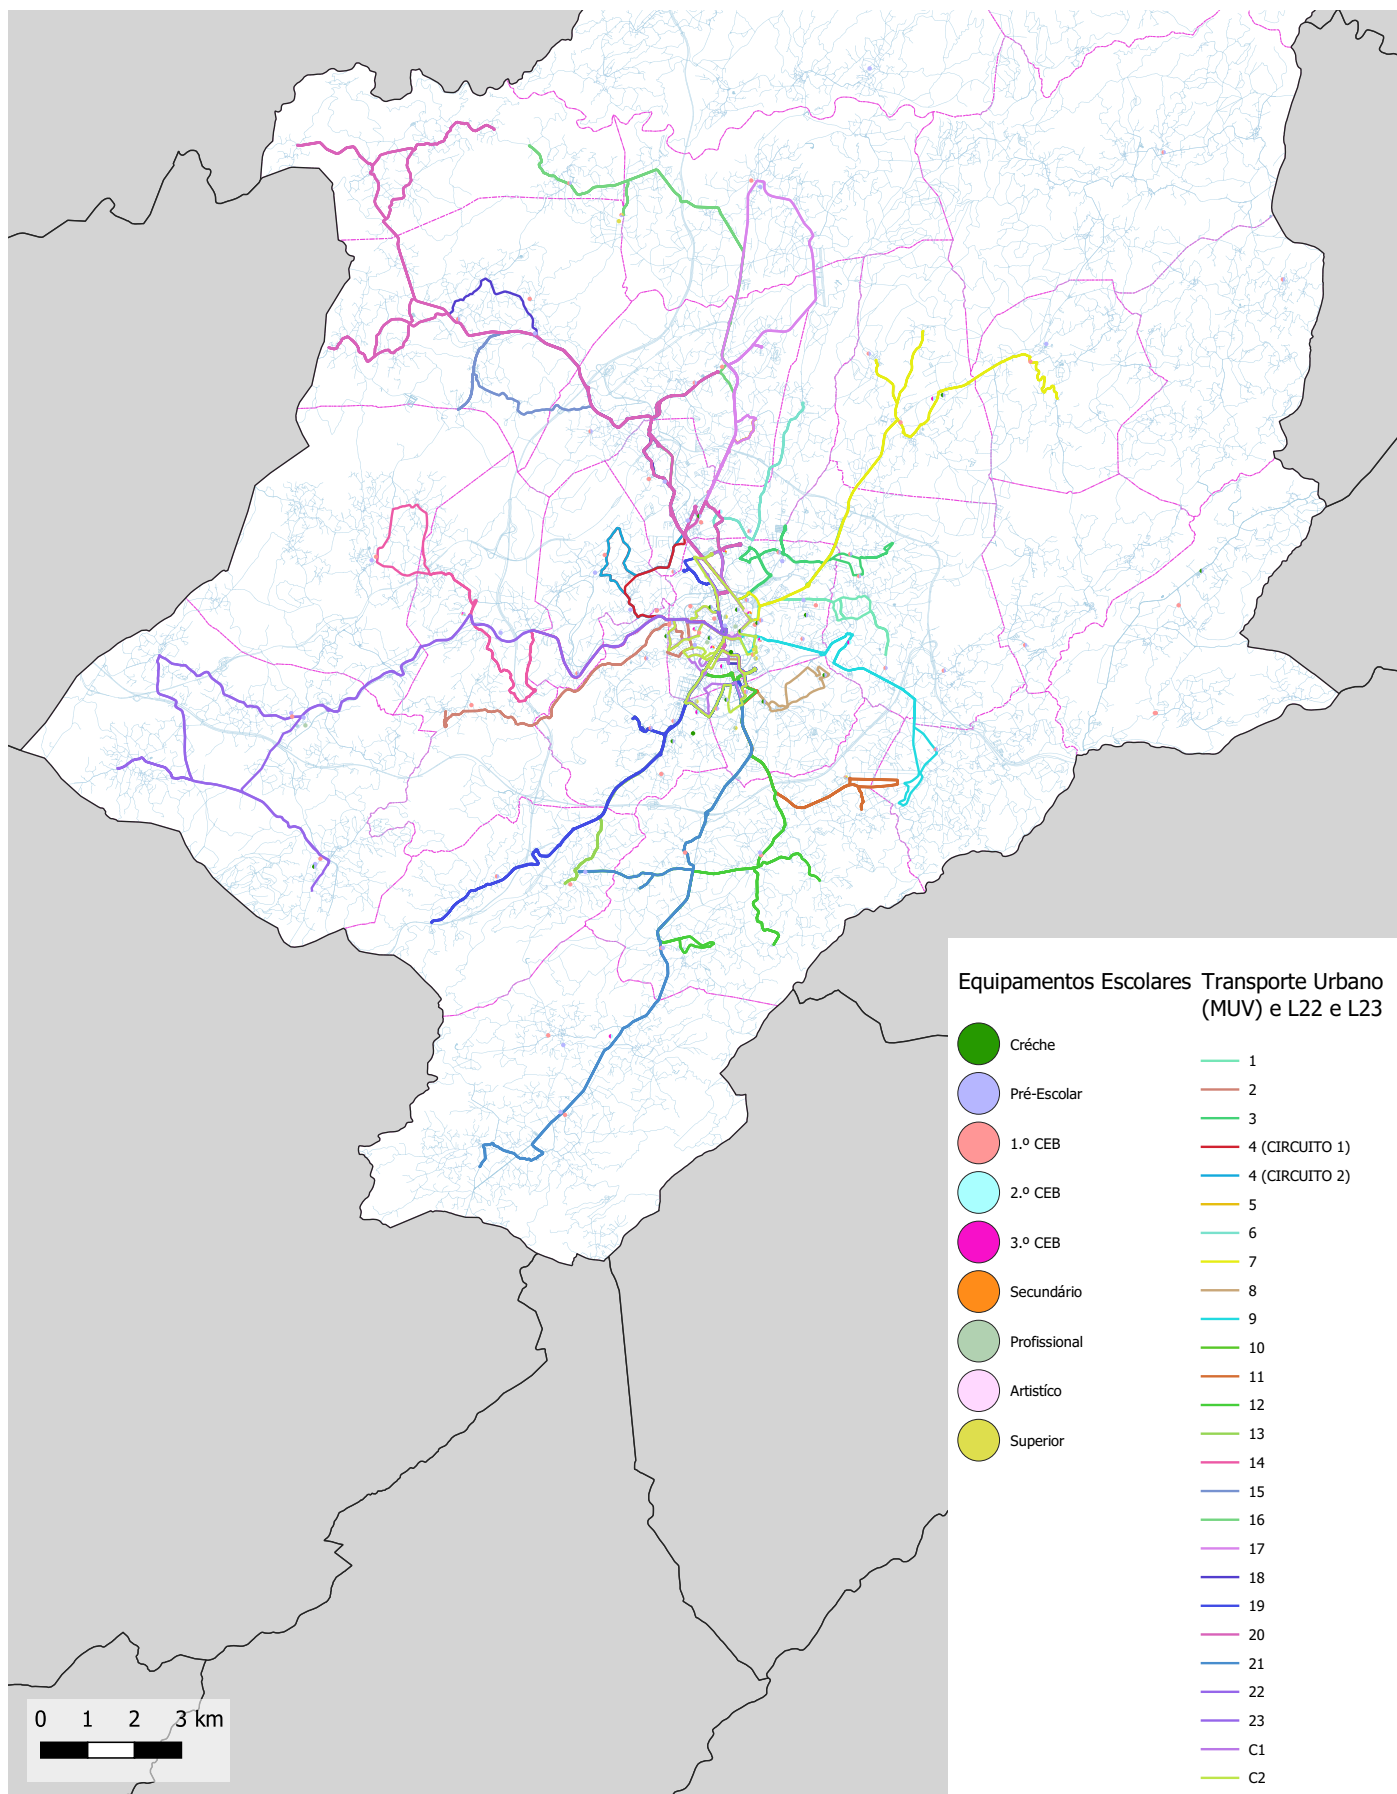 Equipamentos Escolares
Créche
Pré-Escolar
1.º CEB
2.º CEB
3.º CEB
Secundário
Profissional
Artistíco
Superior
Transporte Urbano
(MUV) e L22 e L23
1
2
3
4 (CIRCUITO 1)
4 (CIRCUITO 2)
5
6
7
8
9
10
11
12
13
14
15
16
17
18
19
20
21
22
23
C1
C2
0 1 2 3 km